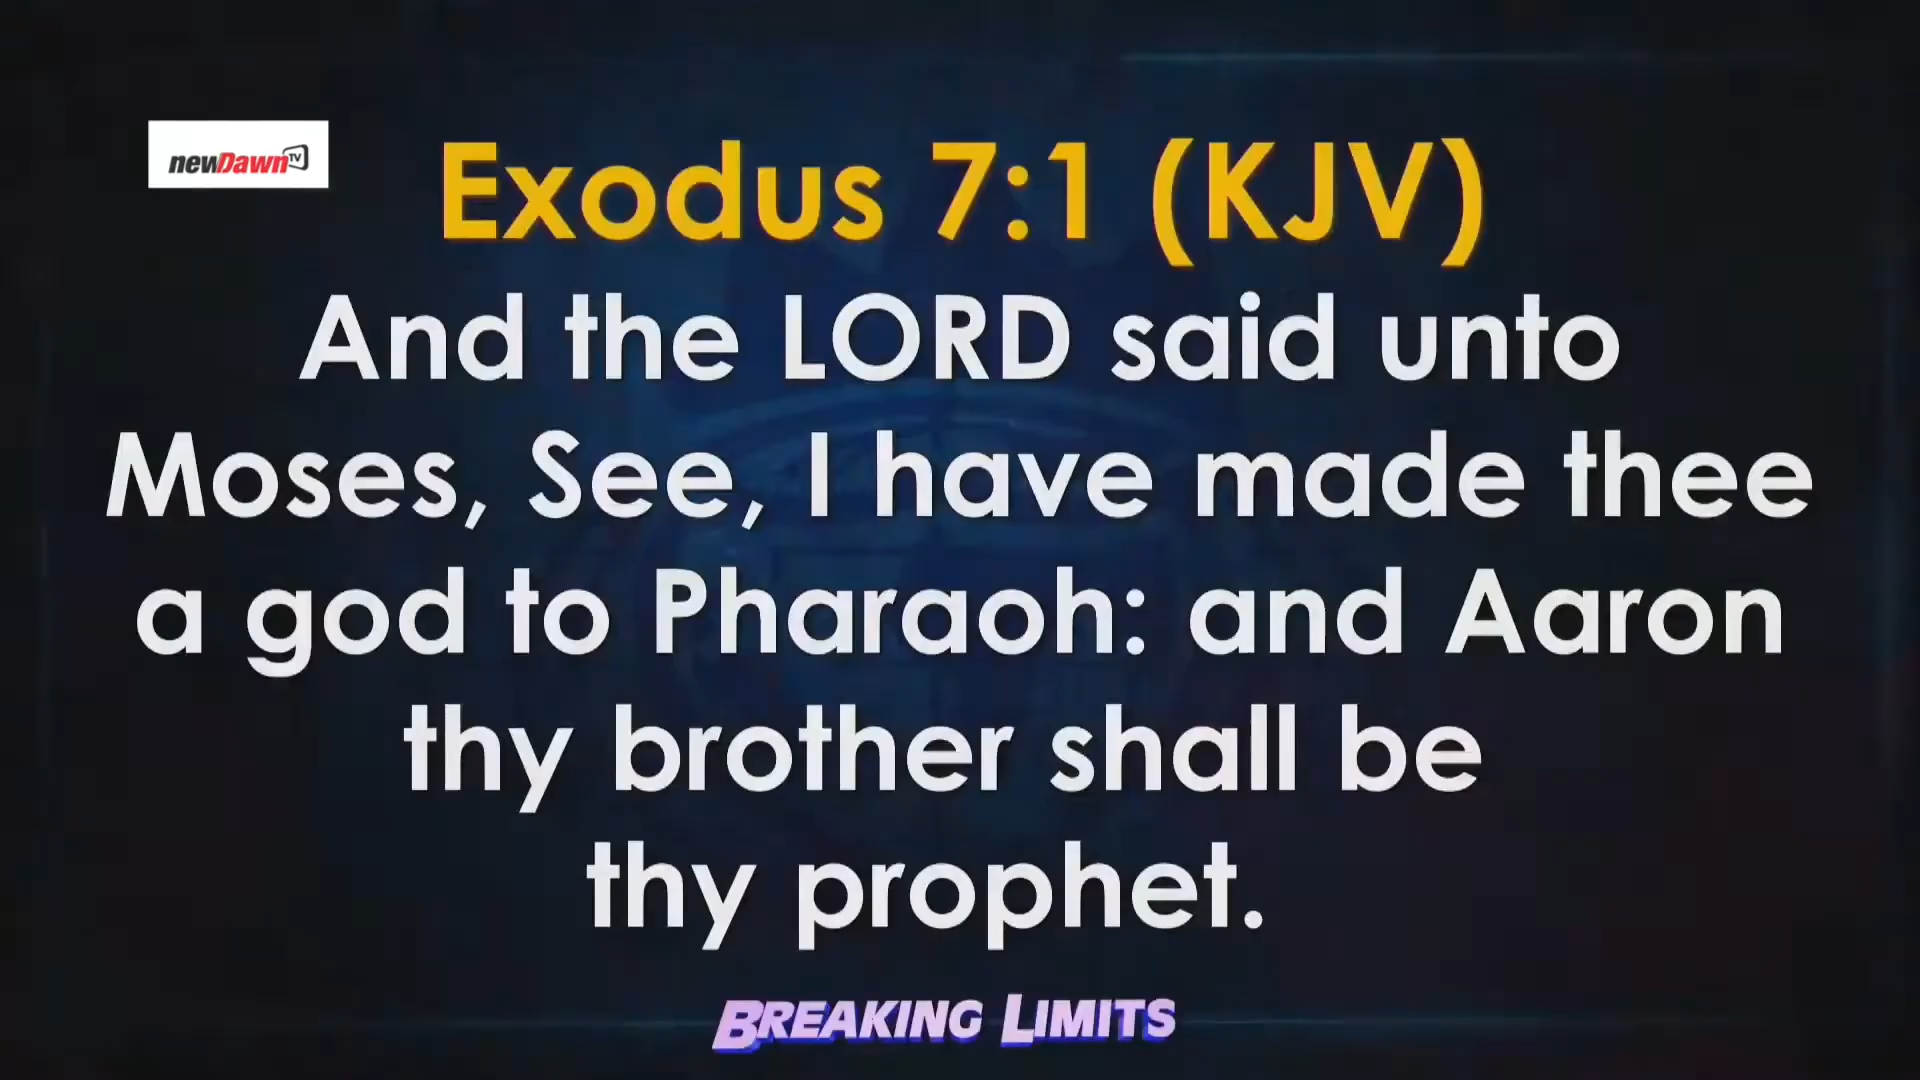 newDawn TV
Exodus 7:1 (KJV)
And the LORD said unto
Moses, See, I have made thee
a god to Pharaoh: and Aaron
thy brother shall be
thy prophet.
BREAKING LIMITS